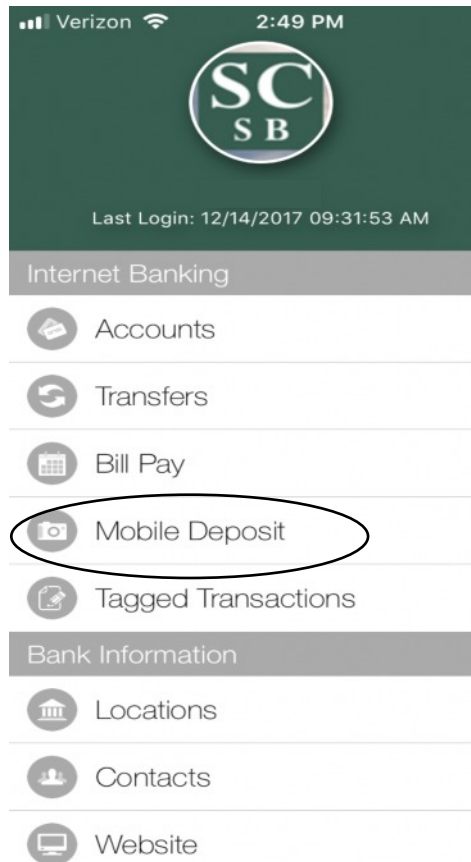 Verizon 2:49 PM
SC
S B
Last Login: 12/14/2017 09:31:53 AM
Internet Banking
Accounts
Transfers
Bill Pay
Mobile Deposit
Tagged Transactions
Bank Information
Locations
Contacts
Website